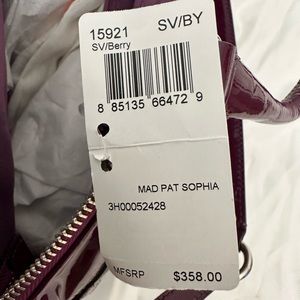 15921 SV/BY
SV/Berry
8 85135 66472 9
MAD PAT SOPHIA
3H00052428
MFSRP $358.00